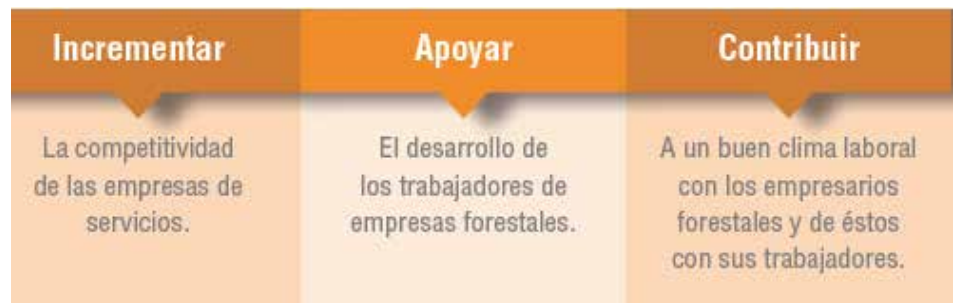 Incrementar
La competitividad
de las empresas de
servicios.
Apoyar
El desarrollo de
los trabajadores de
empresas forestales.
Contribuir
A un buen clima laboral
con los empresarios
forestales y de éstos
con sus trabajadores.